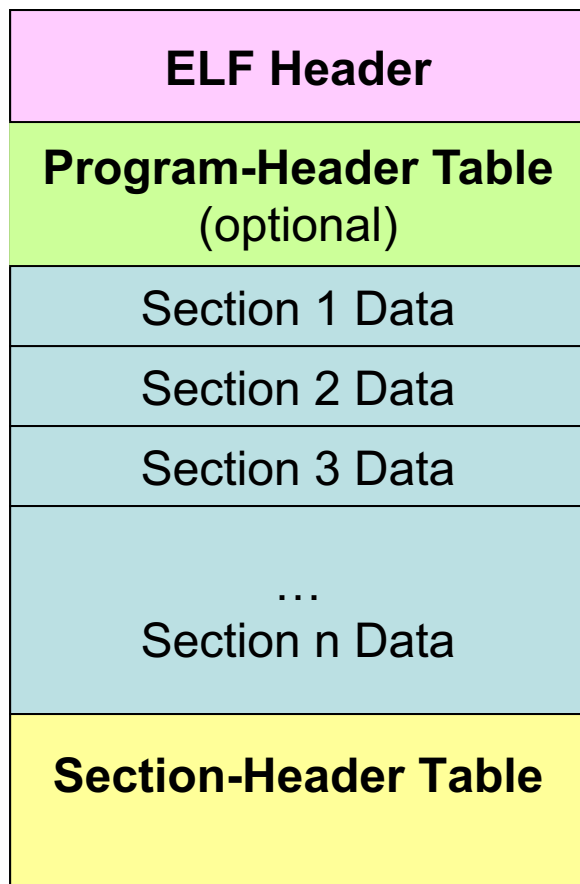 ELF Header
Program-Header Table
(optional)
Section 1 Data
Section 2 Data
Section 3 Data
…
Section n Data
Section-Header Table